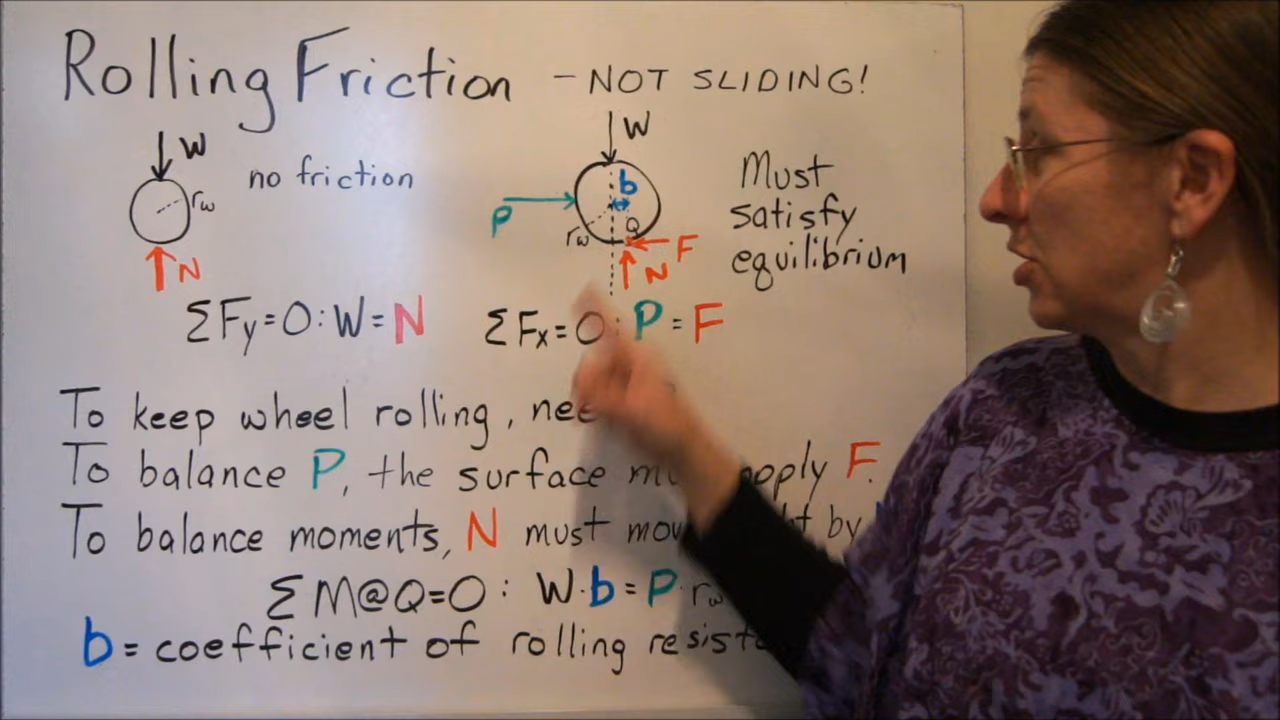 Rolling Friction - NOT SLIDING!
W
no friction
rw
N
W
b
P
rw
Q
F
N
Must
satisfy
equilibrium
ΣFy=0:W=N
ΣFx=0:P=F
To keep wheel rolling,
To balance P, the surface F.
To balance moments, N must by
ΣM@Q=0: W·b=P·rw
b=coefficient of rolling